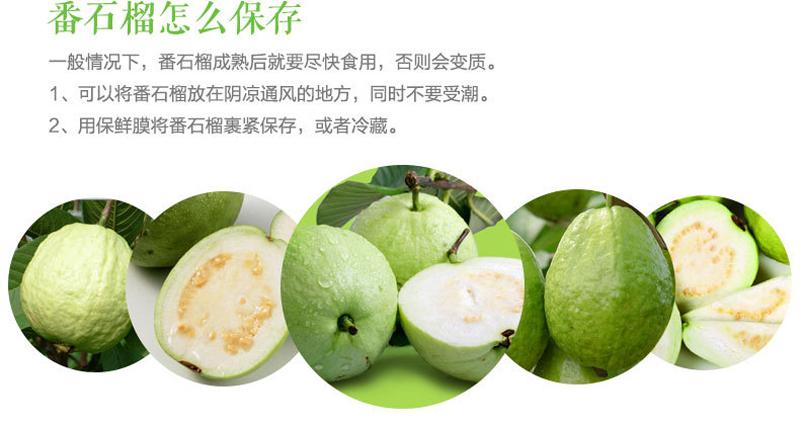 番石榴怎么保存
一般情况下，番石榴成熟后就要尽快食用，否则会变质。
1、可以将番石榴放在阴凉通风的地方，同时不要受潮。
2、用保鲜膜将番石榴裹紧保存，或者冷藏。